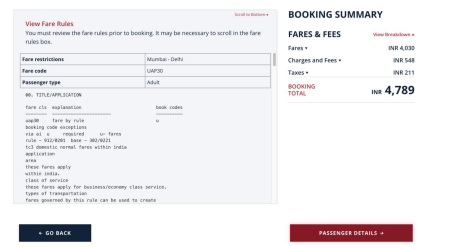 Scroll to Bottom
View Fare Rules
You must review the fare rules prior to booking. It may be necessary to scroll in the fare
rules box.
Fare restrictions Mumbai - Delhi
Fare code UAP30
Passenger type Adult
00. TITLE/APPLICATION
fare cls explanation book codes
uap30 fare by rule u
booking code exceptions
via ai u required u- fares
rule - 012/0201 base - 302/0221
tc3 domestic normal fares within india
application
area
these fares apply
within india.
class of service
these fares apply for business/economy class service.
types of transportation
fares governed by this rule can be used to create
← GO BACK
BOOKING SUMMARY
FARES & FEES View Breakdown »
Fares • INR 4,030
Charges and Fees • INR 548
Taxes • INR 211
BOOKING
TOTAL INR 4,789
PASSENGER DETAILS →